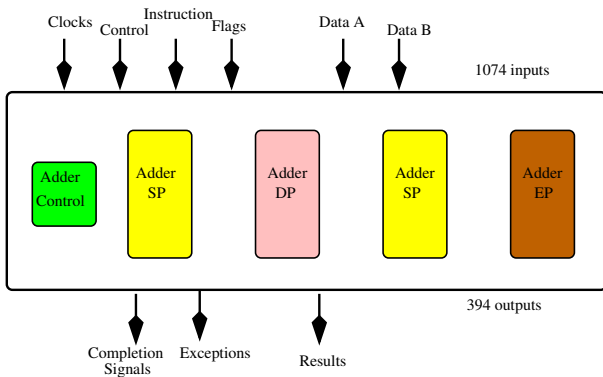 Clocks
Control
Instruction
Flags
Data A
Data B
1074 inputs
Adder
Control
Adder
SP
Adder
DP
Adder
SP
Adder
EP
394 outputs
Completion
Signals
Exceptions
Results